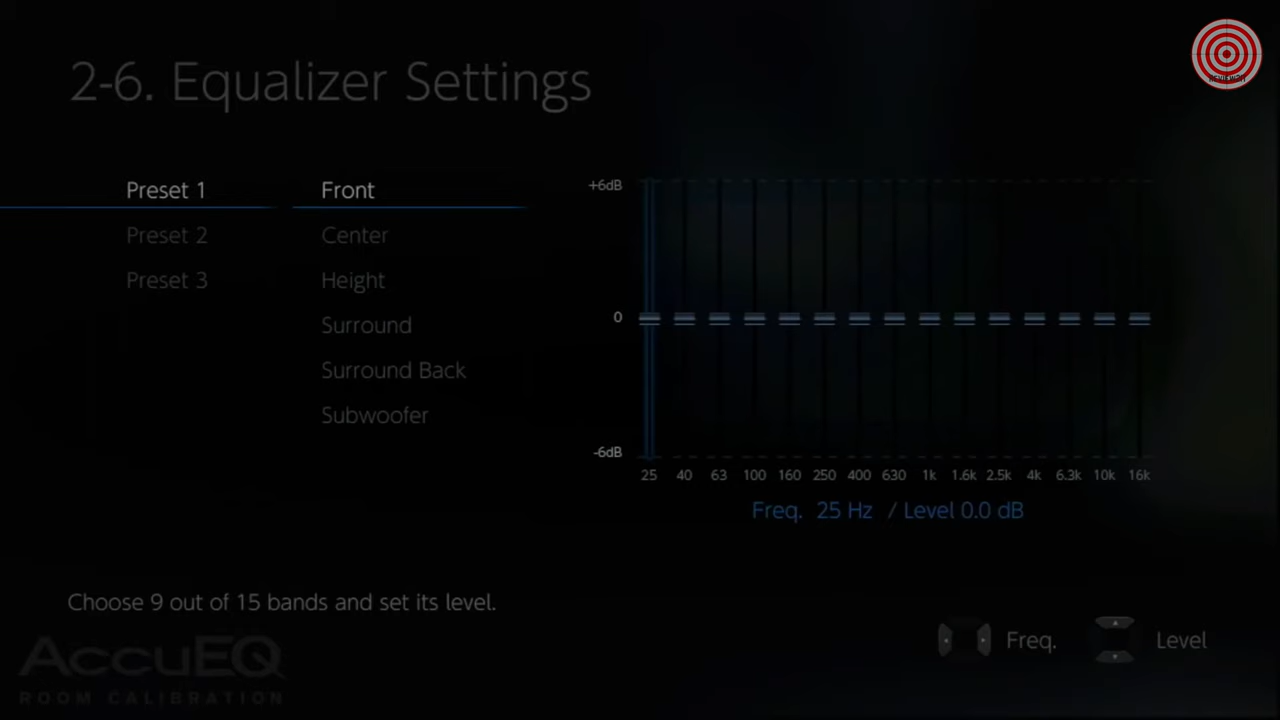 2-6. Equalizer Settings
Preset 1
Preset 2
Preset 3
Front
Center
Height
Surround
Surround Back
Subwoofer
+6dB
0
-6dB
25 40 63 100 160 250 400 630 1k 1.6k 2.5k 4k 6.3k 10k 16k
Freq. 25 Hz / Level 0.0 dB
Choose 9 out of 15 bands and set its level.
Freq. Level
AccuEQ
ROOM CALIBRATION